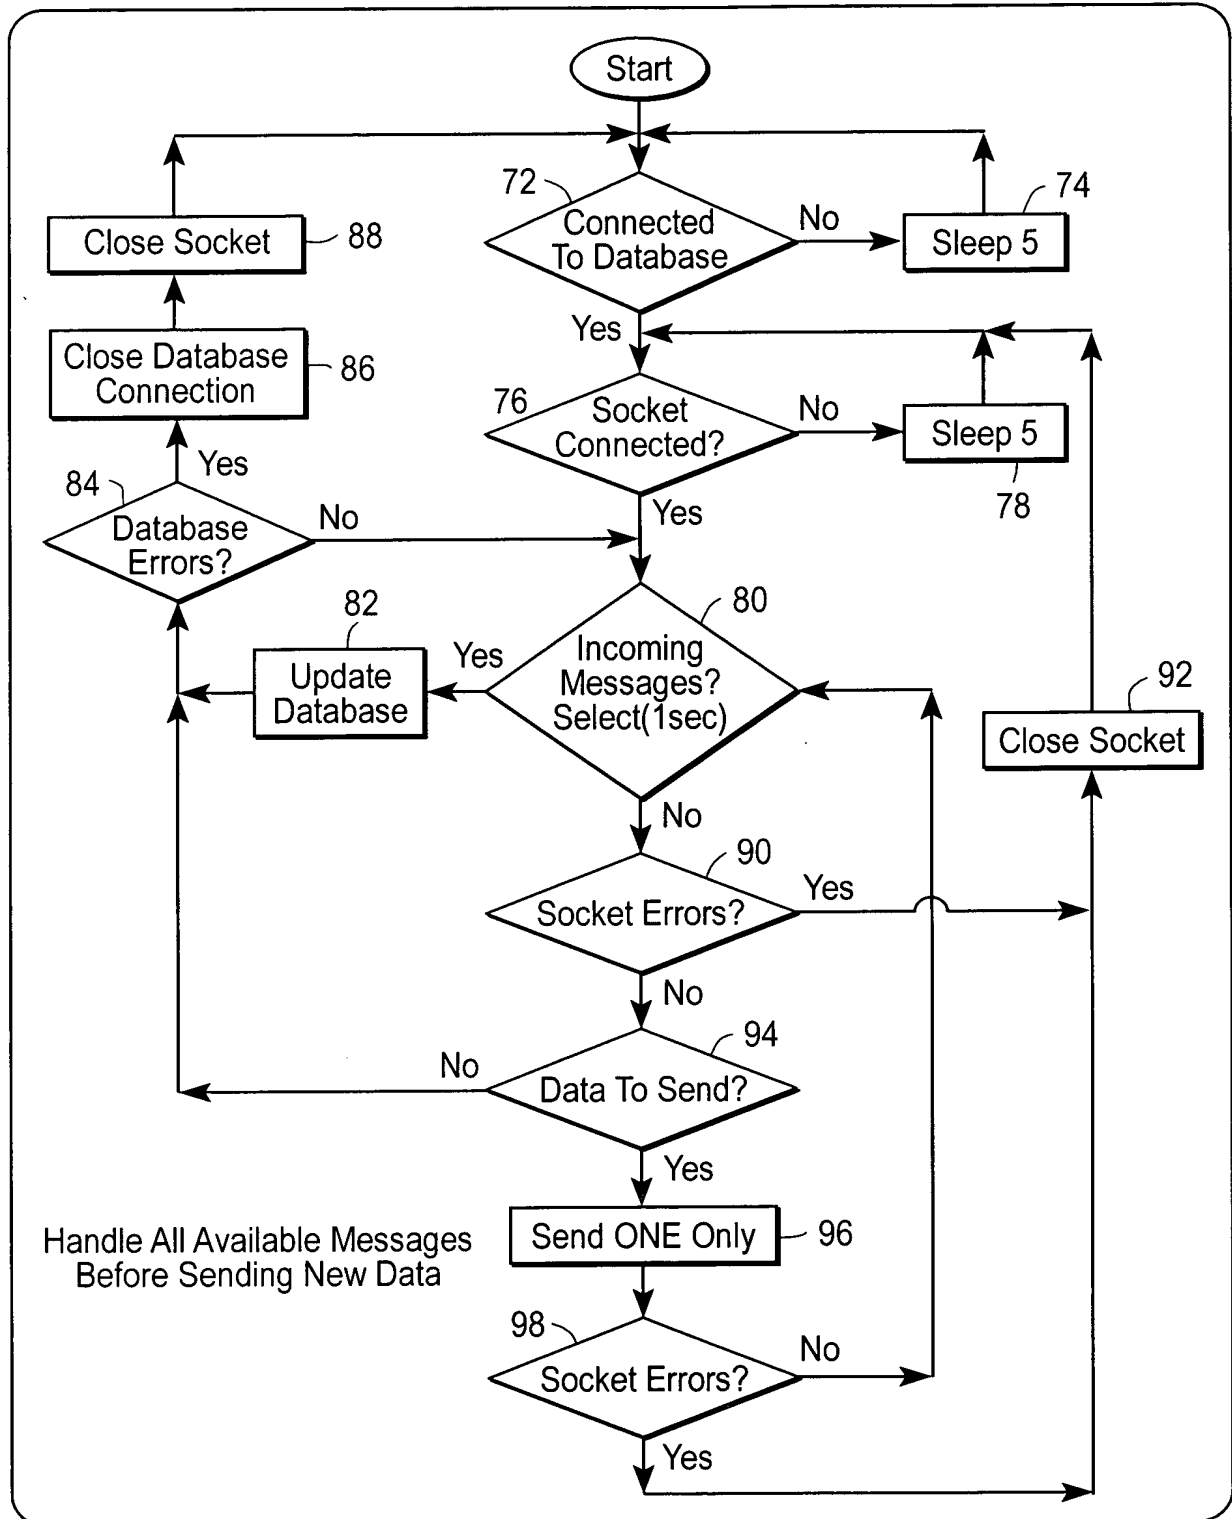 Start
72
Connected
To Database
No
74
Sleep 5
Close Socket
88
Yes
Close Database
Connection
86
76
Socket
Connected?
No
Sleep 5
78
Yes
84
Database
Errors?
No
Yes
80
Incoming
Messages?
Select(1sec)
Yes
82
Update
Database
92
Close Socket
No
90
Socket Errors?
Yes
No
94
Data To Send?
No
Yes
Send ONE Only
96
Handle All Available Messages
Before Sending New Data
98
Socket Errors?
No
Yes